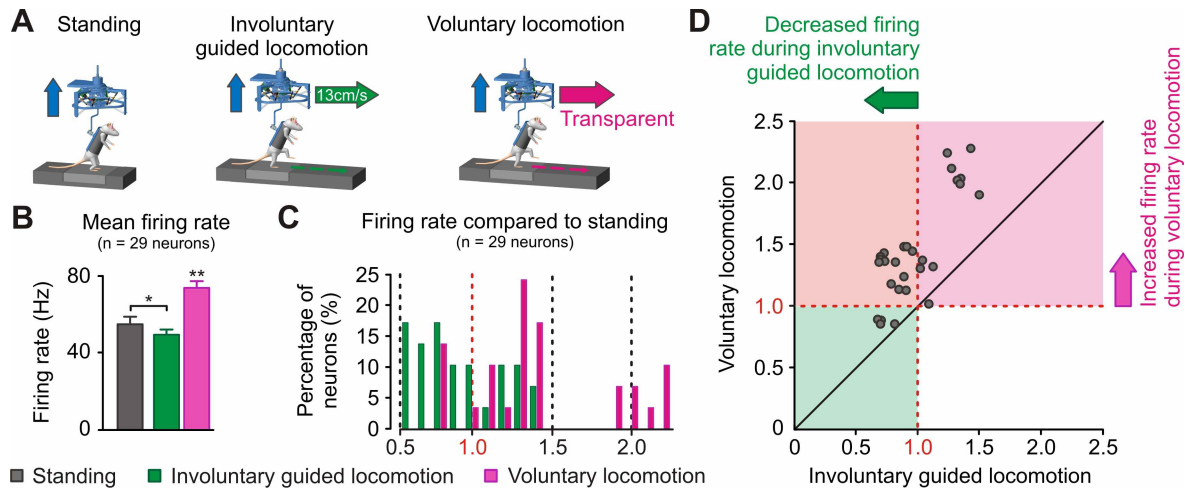 A
Standing
Involuntary
guided locomotion
Voluntary locomotion
13cm/s
Transparent
B
Mean firing rate
(n = 29 neurons)
Firing rate (Hz)
80
40
0
*
**
C
Firing rate compared to standing
(n = 29 neurons)
Percentage of
neurons (%)
25
20
15
10
5
0
0.5
1.0
1.5
2.0
Standing
Involuntary guided locomotion
Voluntary locomotion
D
Decreased firing
rate during involuntary
guided locomotion
Increased firing rate
during voluntary locomotion
Voluntary locomotion
2.5
2.0
1.5
1.0
0.5
0
0
0.5
1.0
1.5
2.0
2.5
Involuntary guided locomotion